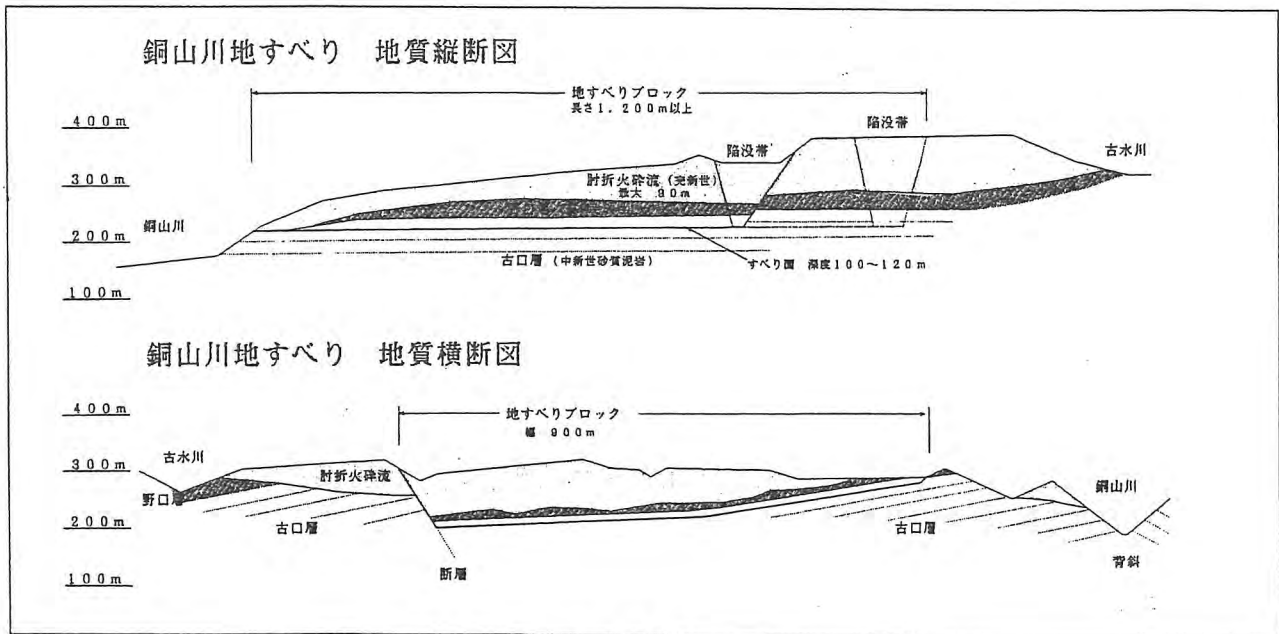 銅山川地すべり 地質縦断図
地すべりブロック
長さ1.200m以上
400m
陥没帯
陥没帯
古水川
300m
肘折火砕流(完新世)
最大 90m
銅山川
200m
古口層(中新世砂質泥岩)
すべり面 深度100〜120m
100m
銅山川地すべり 地質横断図
400m
地すべりブロック
幅 900m
古水川
300m
肘折火砕流
銅山川
野口層
200m
古口層
古口層
断層
背斜
100m